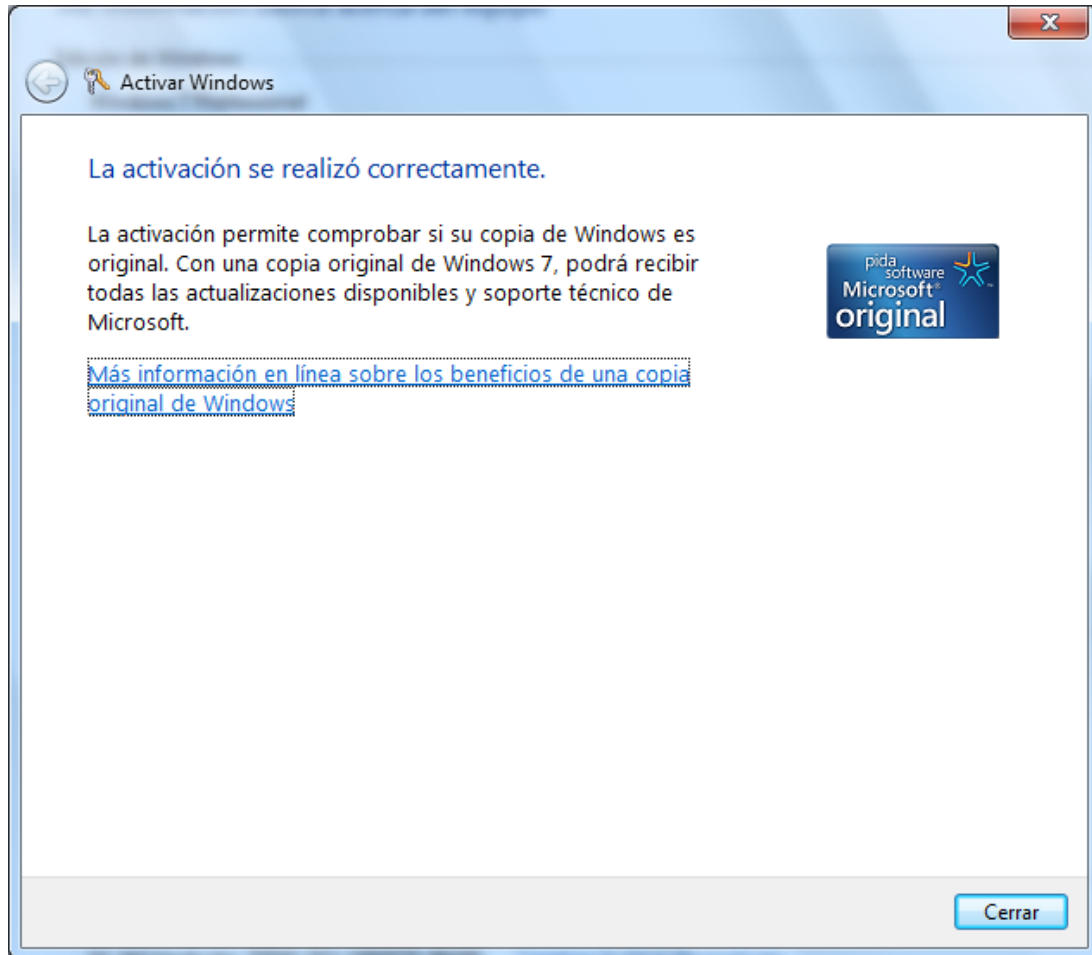 Activar Windows
La activación se realizó correctamente.
La activación permite comprobar si su copia de Windows es
original. Con una copia original de Windows 7, podrá recibir
todas las actualizaciones disponibles y soporte técnico de
Microsoft.
pida
software
Microsoft®
original
Más información en línea sobre los beneficios de una copia
original de Windows
Cerrar